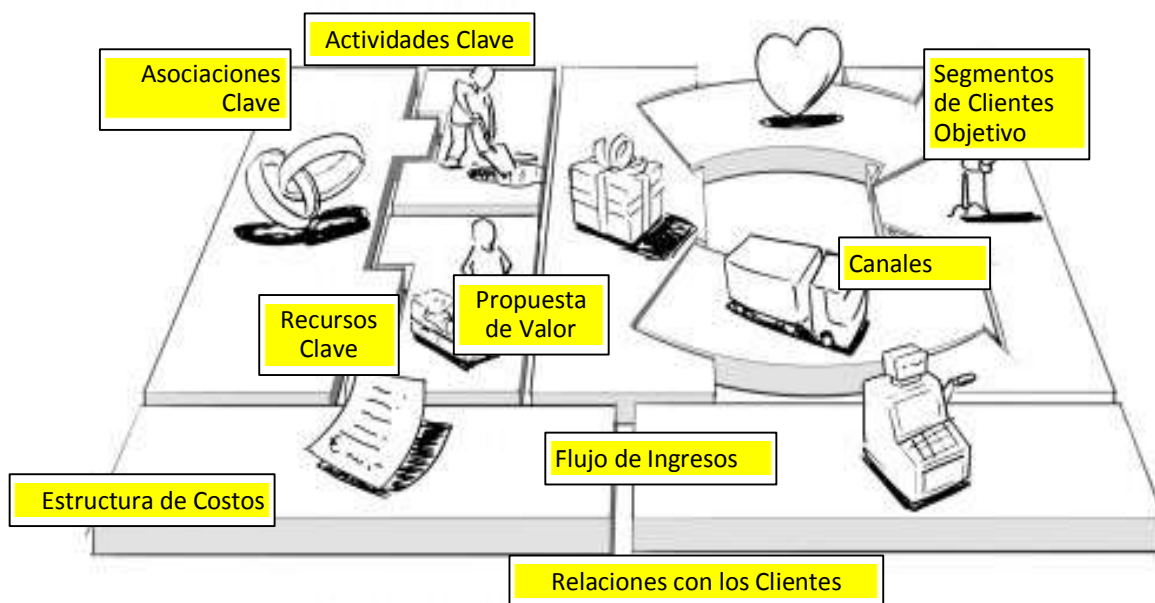 Actividades Clave
Asociaciones
Clave
Segmentos
de Clientes
Objetivo
Canales
Propuesta
de Valor
Recursos
Clave
Flujo de Ingresos
Estructura de Costos
Relaciones con los Clientes